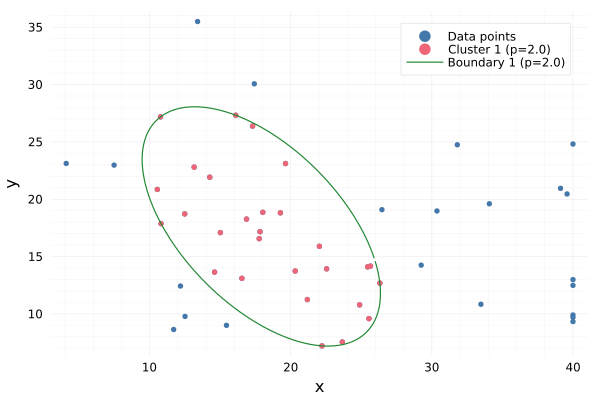 Data points
Cluster 1 (p=2.0)
Boundary 1 (p=2.0)
35
30
25
20
15
10
y
10 20 30 40
x